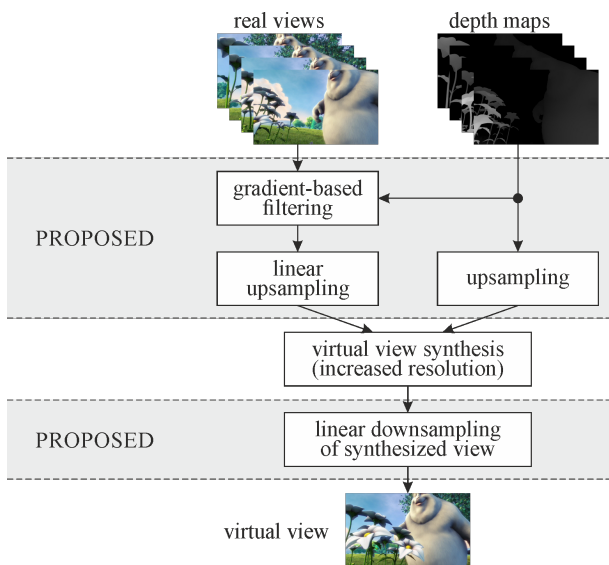 real views
depth maps
gradient-based
filtering
PROPOSED
linear
upsampling
upsampling
virtual view synthesis
(increased resolution)
PROPOSED
linear downsampling
of synthesized view
virtual view